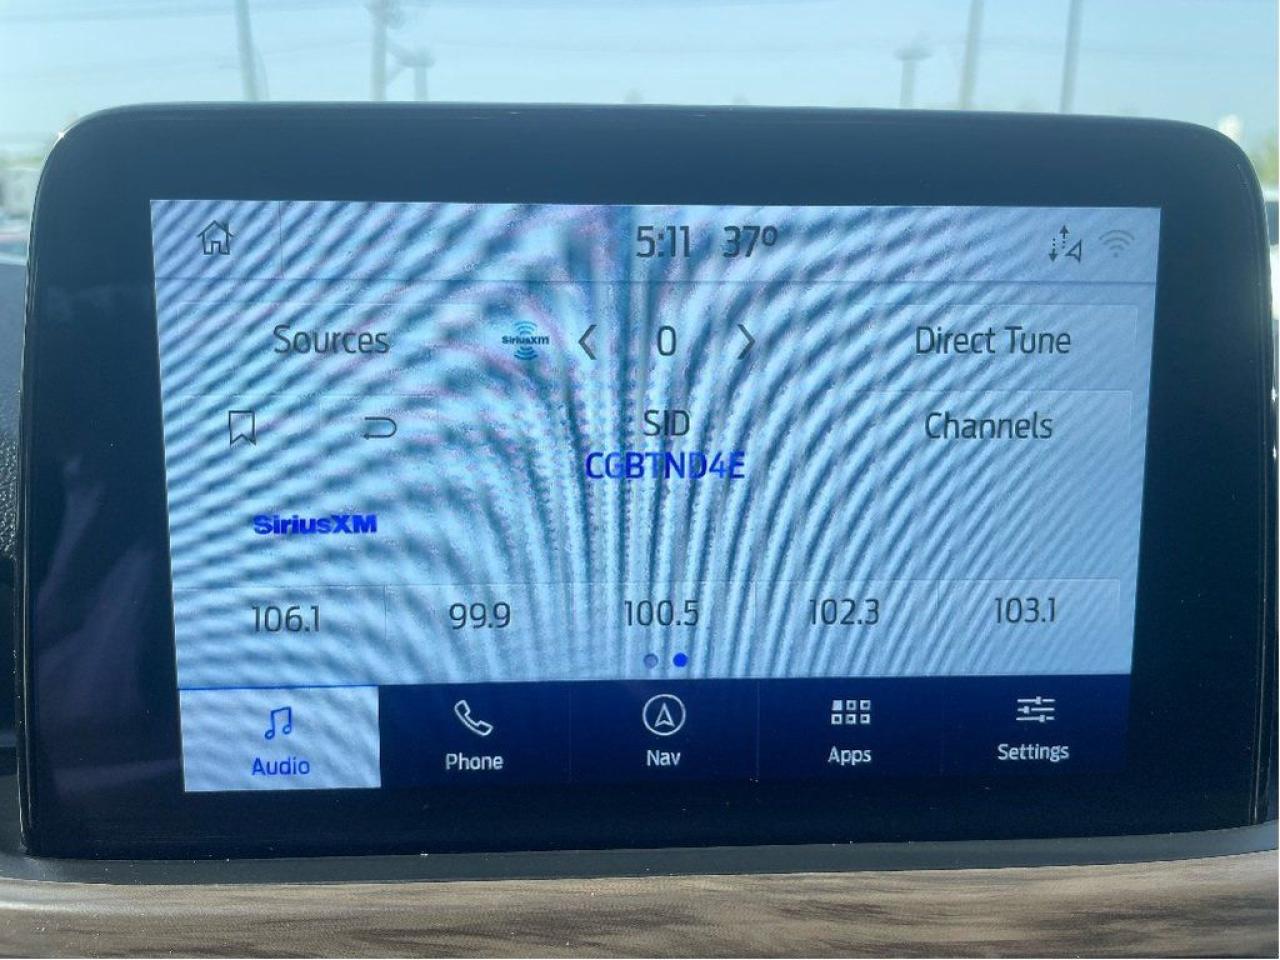 5:11 37°
Sources
SiriusXM
0
Direct Tune
SID
Channels
CGBTND4E
SiriusXM
106.1
99.9
100.5
102.3
103.1
Audio
Phone
Nav
Apps
Settings